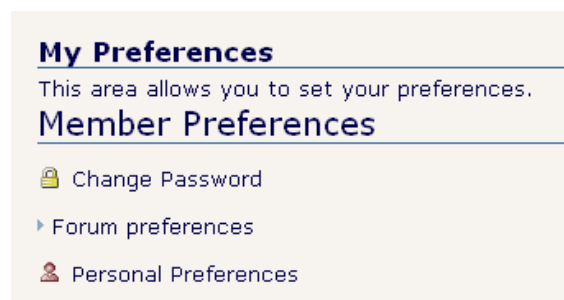 My Preferences
This area allows you to set your preferences.
Member Preferences
Change Password
Forum preferences
Personal Preferences